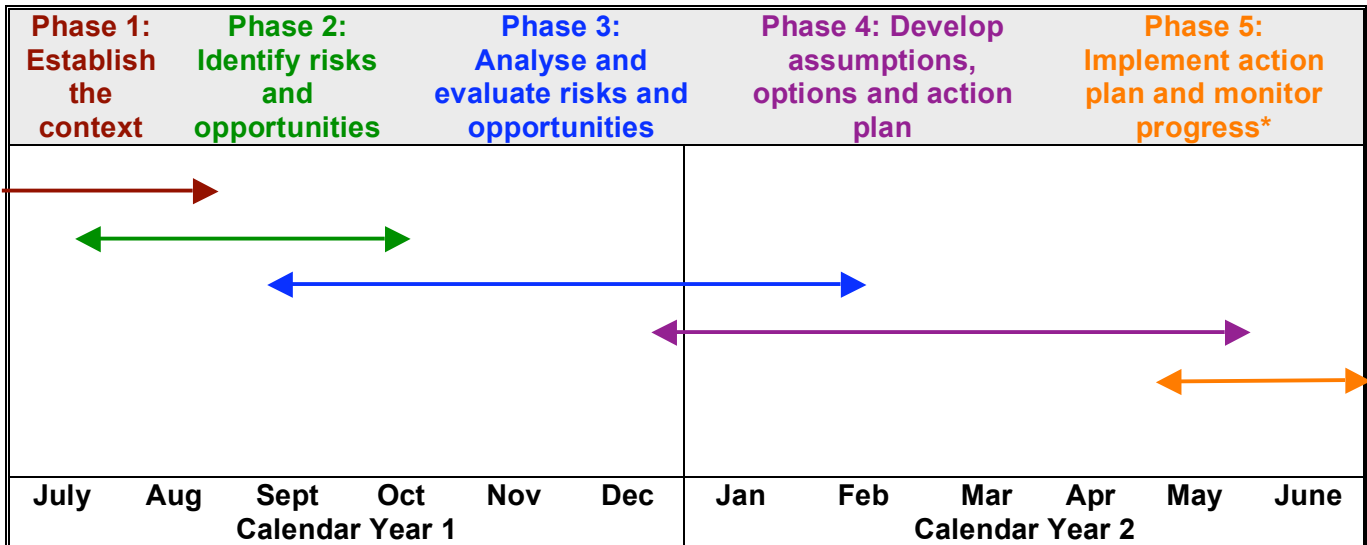 Phase 1:
Establish
the
context
Phase 2:
Identify risks
and
opportunities
Phase 3:
Analyse and
evaluate risks and
opportunities
Phase 4: Develop
assumptions,
options and action
plan
Phase 5:
Implement action
plan and monitor
progress*
July Aug Sept Oct Nov Dec
Calendar Year 1
Jan Feb Mar Apr May June
Calendar Year 2